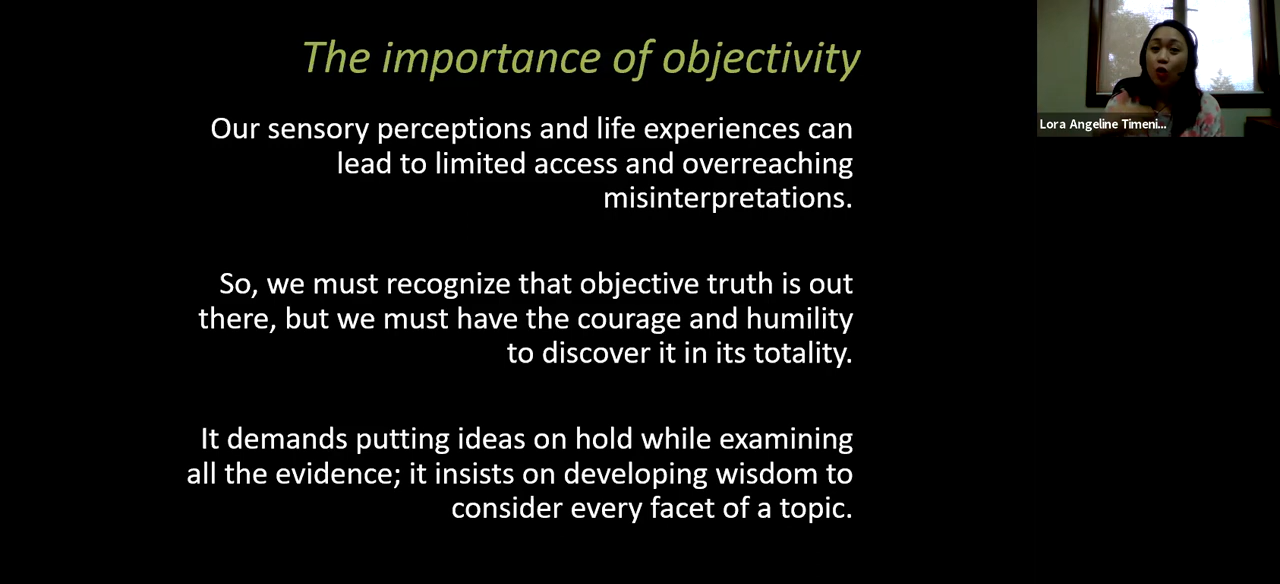 The importance of objectivity
Our sensory perceptions and life experiences can
lead to limited access and overreaching
misinterpretations.
So, we must recognize that objective truth is out
there, but we must have the courage and humility
to discover it in its totality.
It demands putting ideas on hold while examining
all the evidence; it insists on developing wisdom to
consider every facet of a topic.
Lora Angeline Timeni...